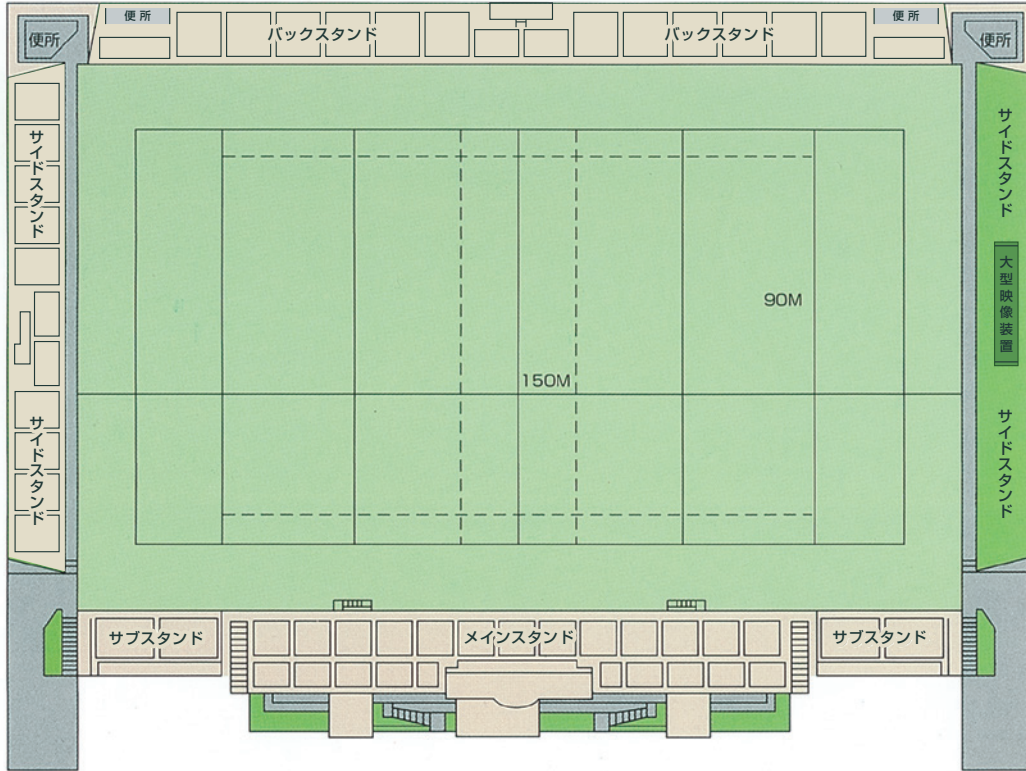 便所
バックスタンド
バックスタンド
便所
便所
便所
サイドスタンド
サイドスタンド
大型映像装置
90M
150M
サイドスタンド
サイドスタンド
サブスタンド
メインスタンド
サブスタンド